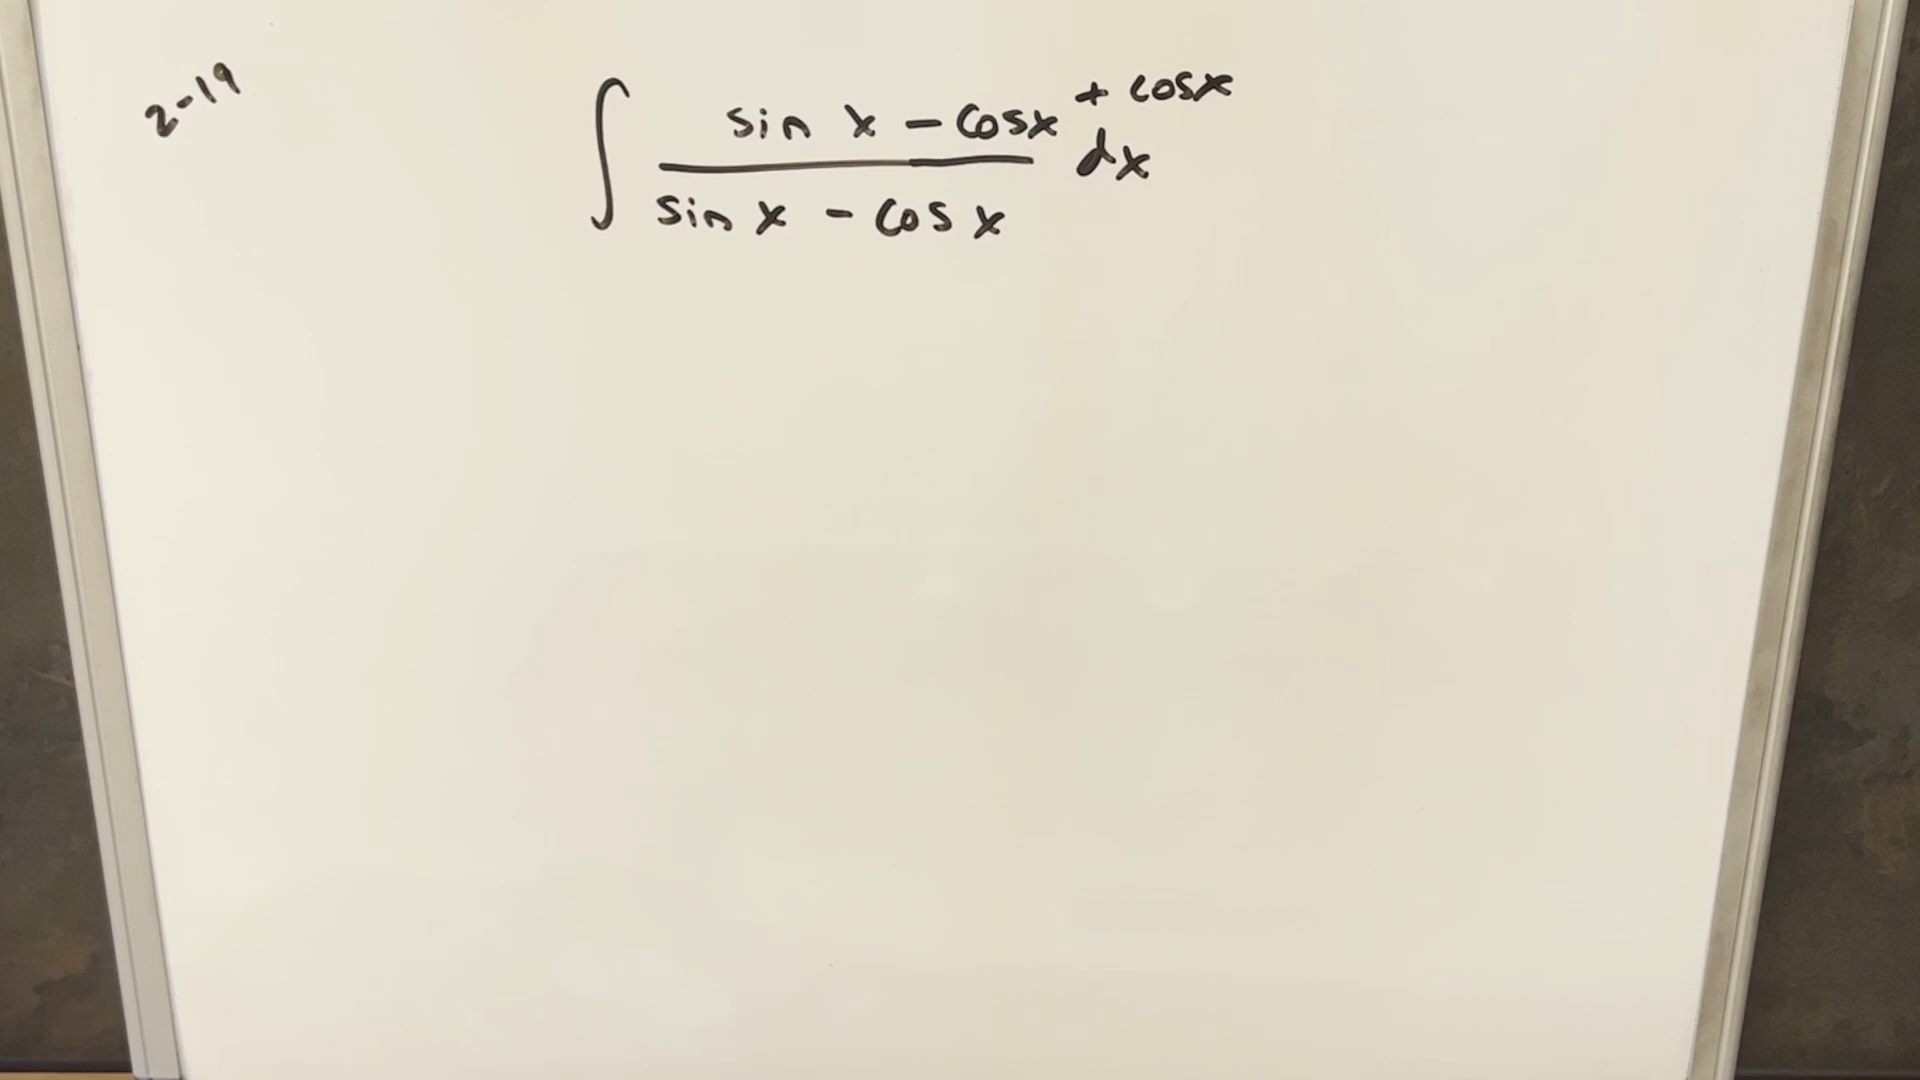 2-19
∫ sin x - cosx + cosx dx
sin x - cos x